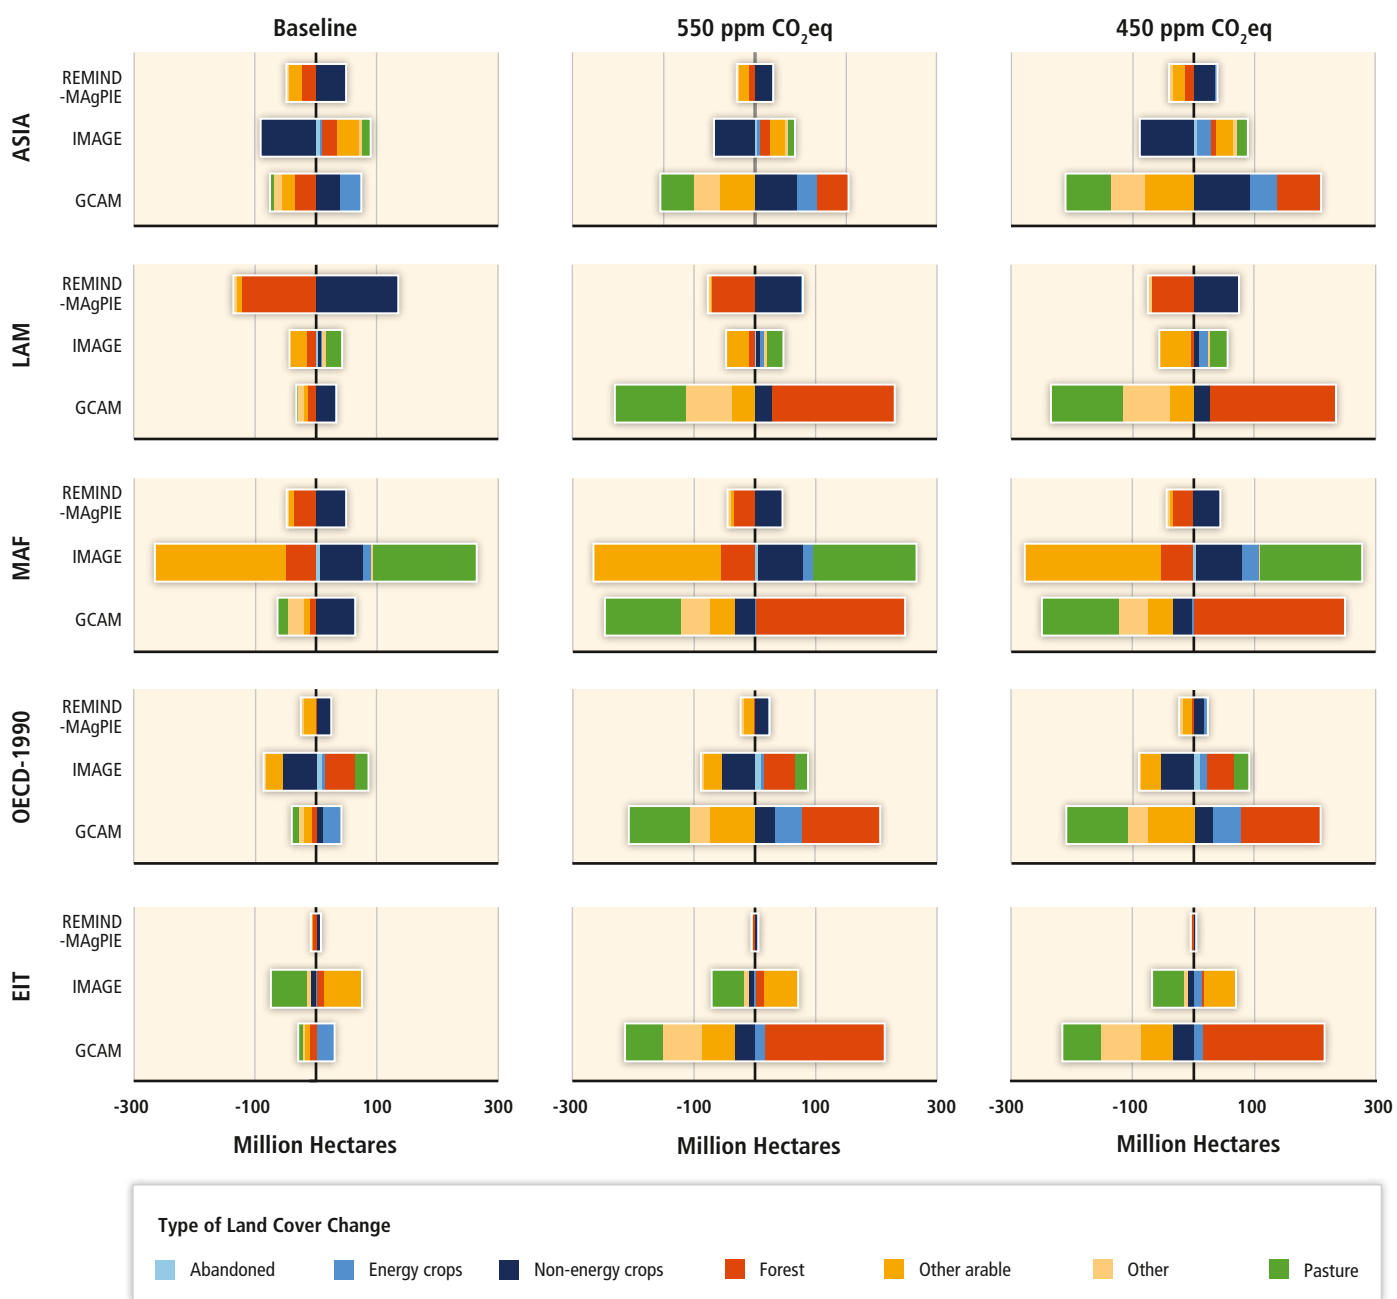 Baseline
550 ppm CO2eq
450 ppm CO2eq
ASIA
REMIND
-MAgPIE
IMAGE
GCAM
LAM
REMIND
-MAgPIE
IMAGE
GCAM
MAF
REMIND
-MAgPIE
IMAGE
GCAM
OECD-1990
REMIND
-MAgPIE
IMAGE
GCAM
EIT
REMIND
-MAgPIE
IMAGE
GCAM
-300 -100 100 300
-300 -100 100 300
-300 -100 100 300
Million Hectares
Million Hectares
Million Hectares
Type of Land Cover Change
Abandoned
Energy crops
Non-energy crops
Forest
Other arable
Other
Pasture